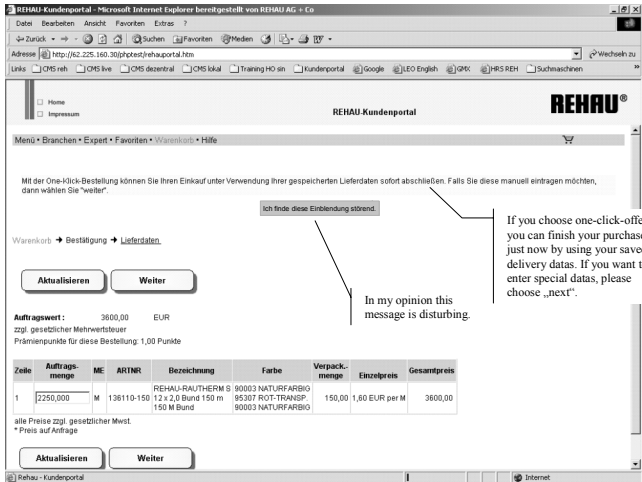 REHAU-Kundenportal - Microsoft Internet Explorer bereitgestellt von REHAU AG + Co
Datei Bearbeiten Ansicht Favoriten Extras ?
Zurück Suchen Favoriten Medien
Adresse http://62.225.160.30/phptest/rehauportal.htm Wechseln zu
Links CMS reh CMS live CMS dezentral CMS lokal Training HO sin Kundenportal Google LEO English GMX HRS REH Suchmaschinen »
Home
Impressum
REHAU-Kundenportal
REHAU®
Menü • Branchen • Expert • Favoriten • Warenkorb • Hilfe
Mit der One-Klick-Bestellung können Sie Ihren Einkauf unter Verwendung Ihrer gespeicherten Lieferdaten sofort abschließen. Falls Sie diese manuell eintragen möchten,
dann wählen Sie "weiter".
Ich finde diese Einblendung störend.
If you choose one-click-offe
you can finish your purchase
just now by using your saved
delivery datas. If you want t
enter special datas, please
choose „next“.
Warenkorb ➔ Bestätigung ➔ Lieferdaten
In my opinion this
message is disturbing.
Aktualisieren Weiter
Auftragswert : 3600,00 EUR
zzgl. gesetzlicher Mehrwertsteuer
Prämienpunkte für diese Bestellung: 1,00 Punkte
Zeile Auftrags-menge ME ARTNR Bezeichnung Farbe Verpack.-menge Einzelpreis Gesamtpreis
REHAU-RAUTHERM S 90003 NATURFARBIG
1 2250,000 M 136110-150 12 x 2,0 Bund 150 m 95307 ROT-TRANSP. 150,00 1,60 EUR per M 3600,00
150 M Bund 90003 NATURFARBIG
alle Preise zzgl. gesetzlicher Mwst.
* Preis auf Anfrage
Aktualisieren Weiter
Rehau - Kundenportal Internet